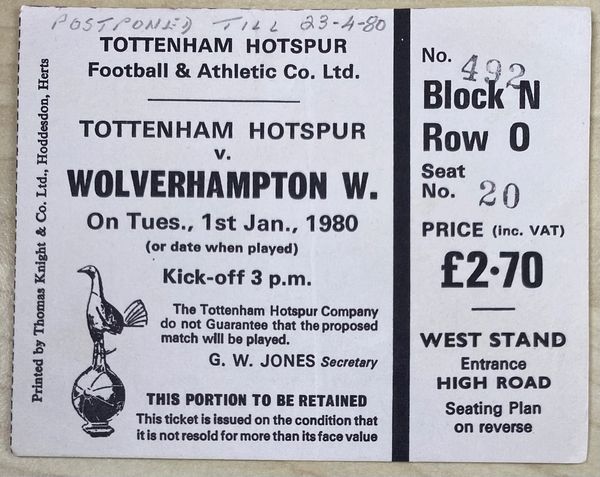 POSTPONED TILL 23-4-80
TOTTENHAM HOTSPUR
Football & Athletic Co. Ltd.
TOTTENHAM HOTSPUR
v.
WOLVERHAMPTON W.
On Tues., 1st Jan., 1980
(or date when played)
Kick-off 3 p.m.
The Tottenham Hotspur Company
do not Guarantee that the proposed
match will be played.
G. W. JONES Secretary
THIS PORTION TO BE RETAINED
This ticket is issued on the condition that
it is not resold for more than its face value
Printed by Thomas Knight & Co. Ltd., Hoddesdon, Herts
No. 492
Block N
Row O
Seat
No. 20
PRICE (inc. VAT)
£2·70
WEST STAND
Entrance
HIGH ROAD
Seating Plan
on reverse